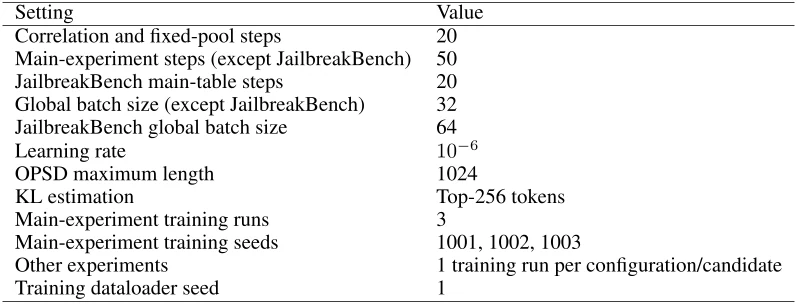 Setting Value
Correlation and fixed-pool steps 20
Main-experiment steps (except JailbreakBench) 50
JailbreakBench main-table steps 20
Global batch size (except JailbreakBench) 32
JailbreakBench global batch size 64
Learning rate 10⁻⁶
OPSD maximum length 1024
KL estimation Top-256 tokens
Main-experiment training runs 3
Main-experiment training seeds 1001, 1002, 1003
Other experiments 1 training run per configuration/candidate
Training dataloader seed 1